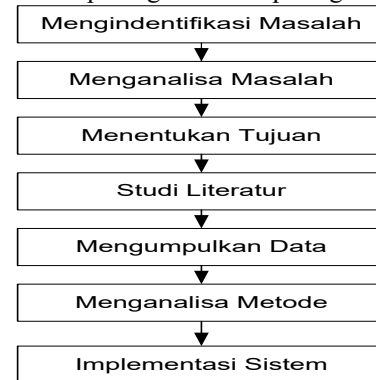 Mengindentifikasi Masalah
Menganalisa Masalah
Menentukan Tujuan
Studi Literatur
Mengumpulkan Data
Menganalisa Metode
Implementasi Sistem